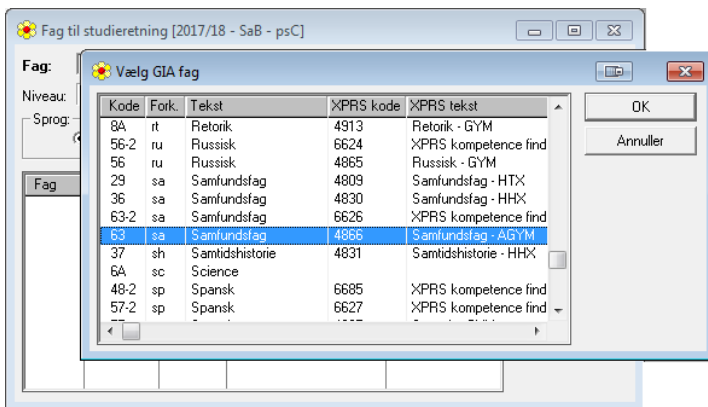 Fag til studieretning [2017/18 - SaB - psC]
Fag:
Vælg GIA fag
Niveau:
Sprog:
Fag
Kode Fork. Tekst XPRS kode XPRS tekst
8A rt Retorik 4913 Retorik - GYM
56-2 ru Russisk 6624 XPRS kompetence find
56 ru Russisk 4865 Russisk - GYM
29 sa Samfundsfag 4809 Samfundsfag - HTX
36 sa Samfundsfag 4830 Samfundsfag - HHX
63-2 sa Samfundsfag 6626 XPRS kompetence find
63 sa Samfundsfag 4866 Samfundsfag - AGYM
37 sh Samtidshistorie 4831 Samtidshistorie - HHX
6A sc Science
48-2 sp Spansk 6685 XPRS kompetence find
57-2 sp Spansk 6627 XPRS kompetence find
OK
Annuller